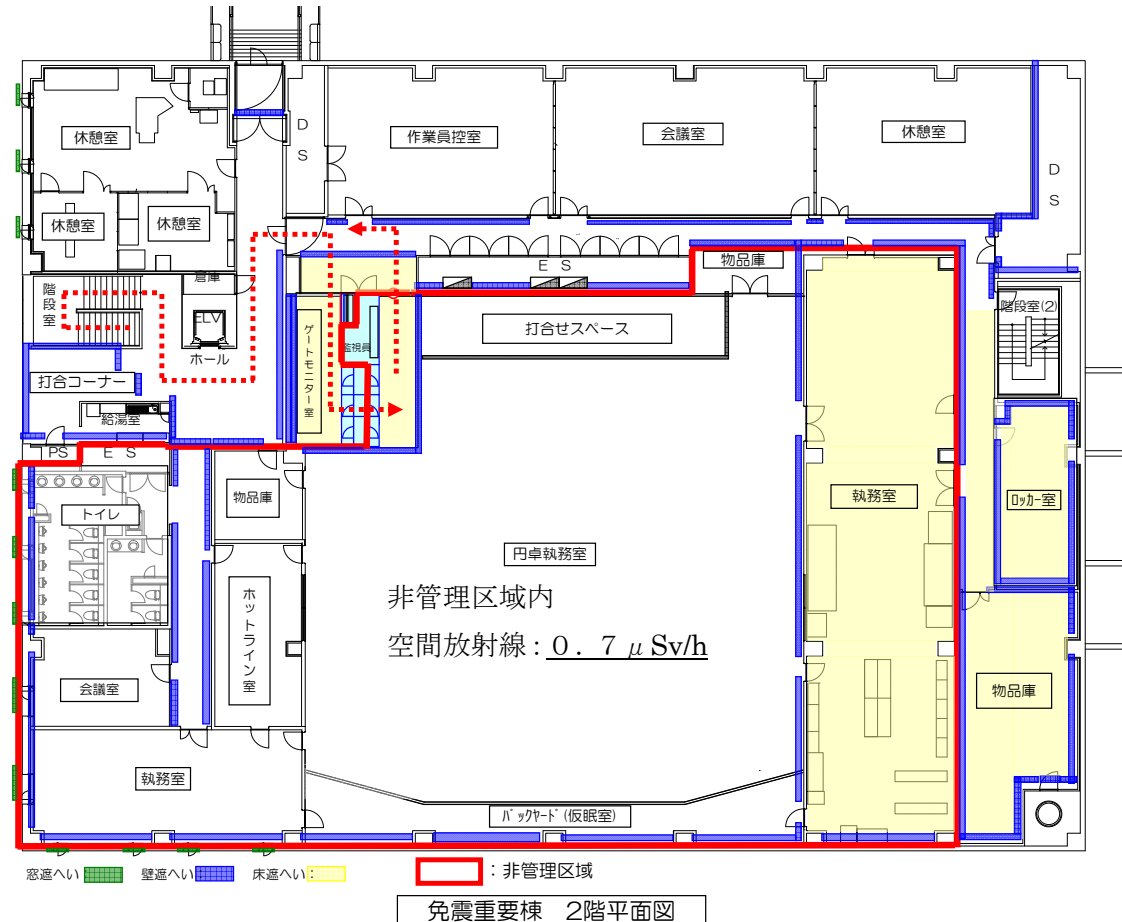 休憩室
D
S
作業員控室
会議室
休憩室
D
S
休憩室
休憩室
物品庫
E S
階段室
倉庫
ELV
ホール
打合せスペース
階段室(2)
監視員
ゲートモニター室
打合コーナー
給湯室
PS
E S
トイレ
物品庫
執務室
ロッカー室
円卓執務室
非管理区域内
空間放射線:0.7μSv/h
ホットライン室
会議室
物品庫
執務室
バックヤード(仮眠室)
窓遮へい
壁遮へい
床遮へい:
:非管理区域
免震重要棟 2階平面図